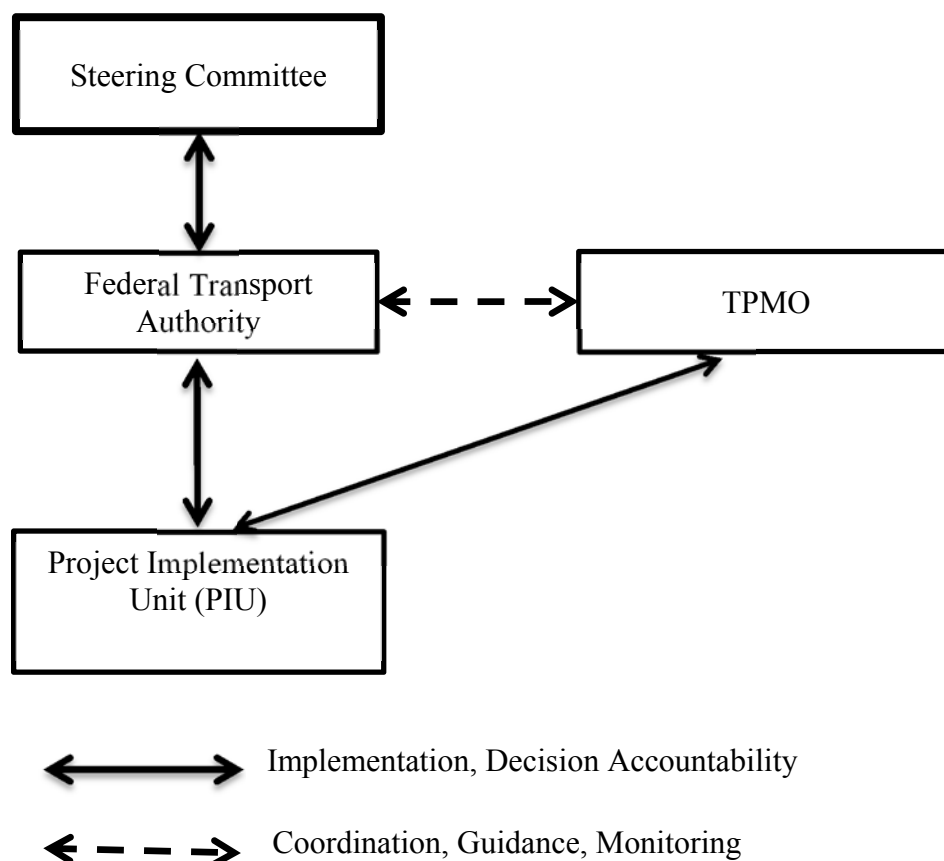 Steering Committee
Federal Transport
Authority
TPMO
Project Implementation
Unit (PIU)
Implementation, Decision Accountability
Coordination, Guidance, Monitoring